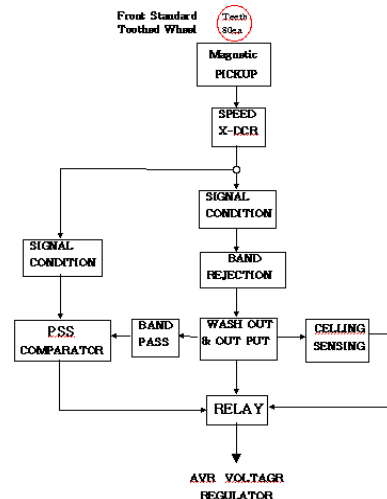 Front Standard
Toothed Wheel
Teeth
80ea
Magnetic
PICKUP
SPEED
X-DCR
SIGNAL
CONDITION
SIGNAL
CONDITION
BAND
REJECTION
PSS
COMPARATOR
BAND
PASS
WASH OUT
& OUT PUT
CELLING
SENSING
RELAY
AVR VOLTAGR
REGULATOR